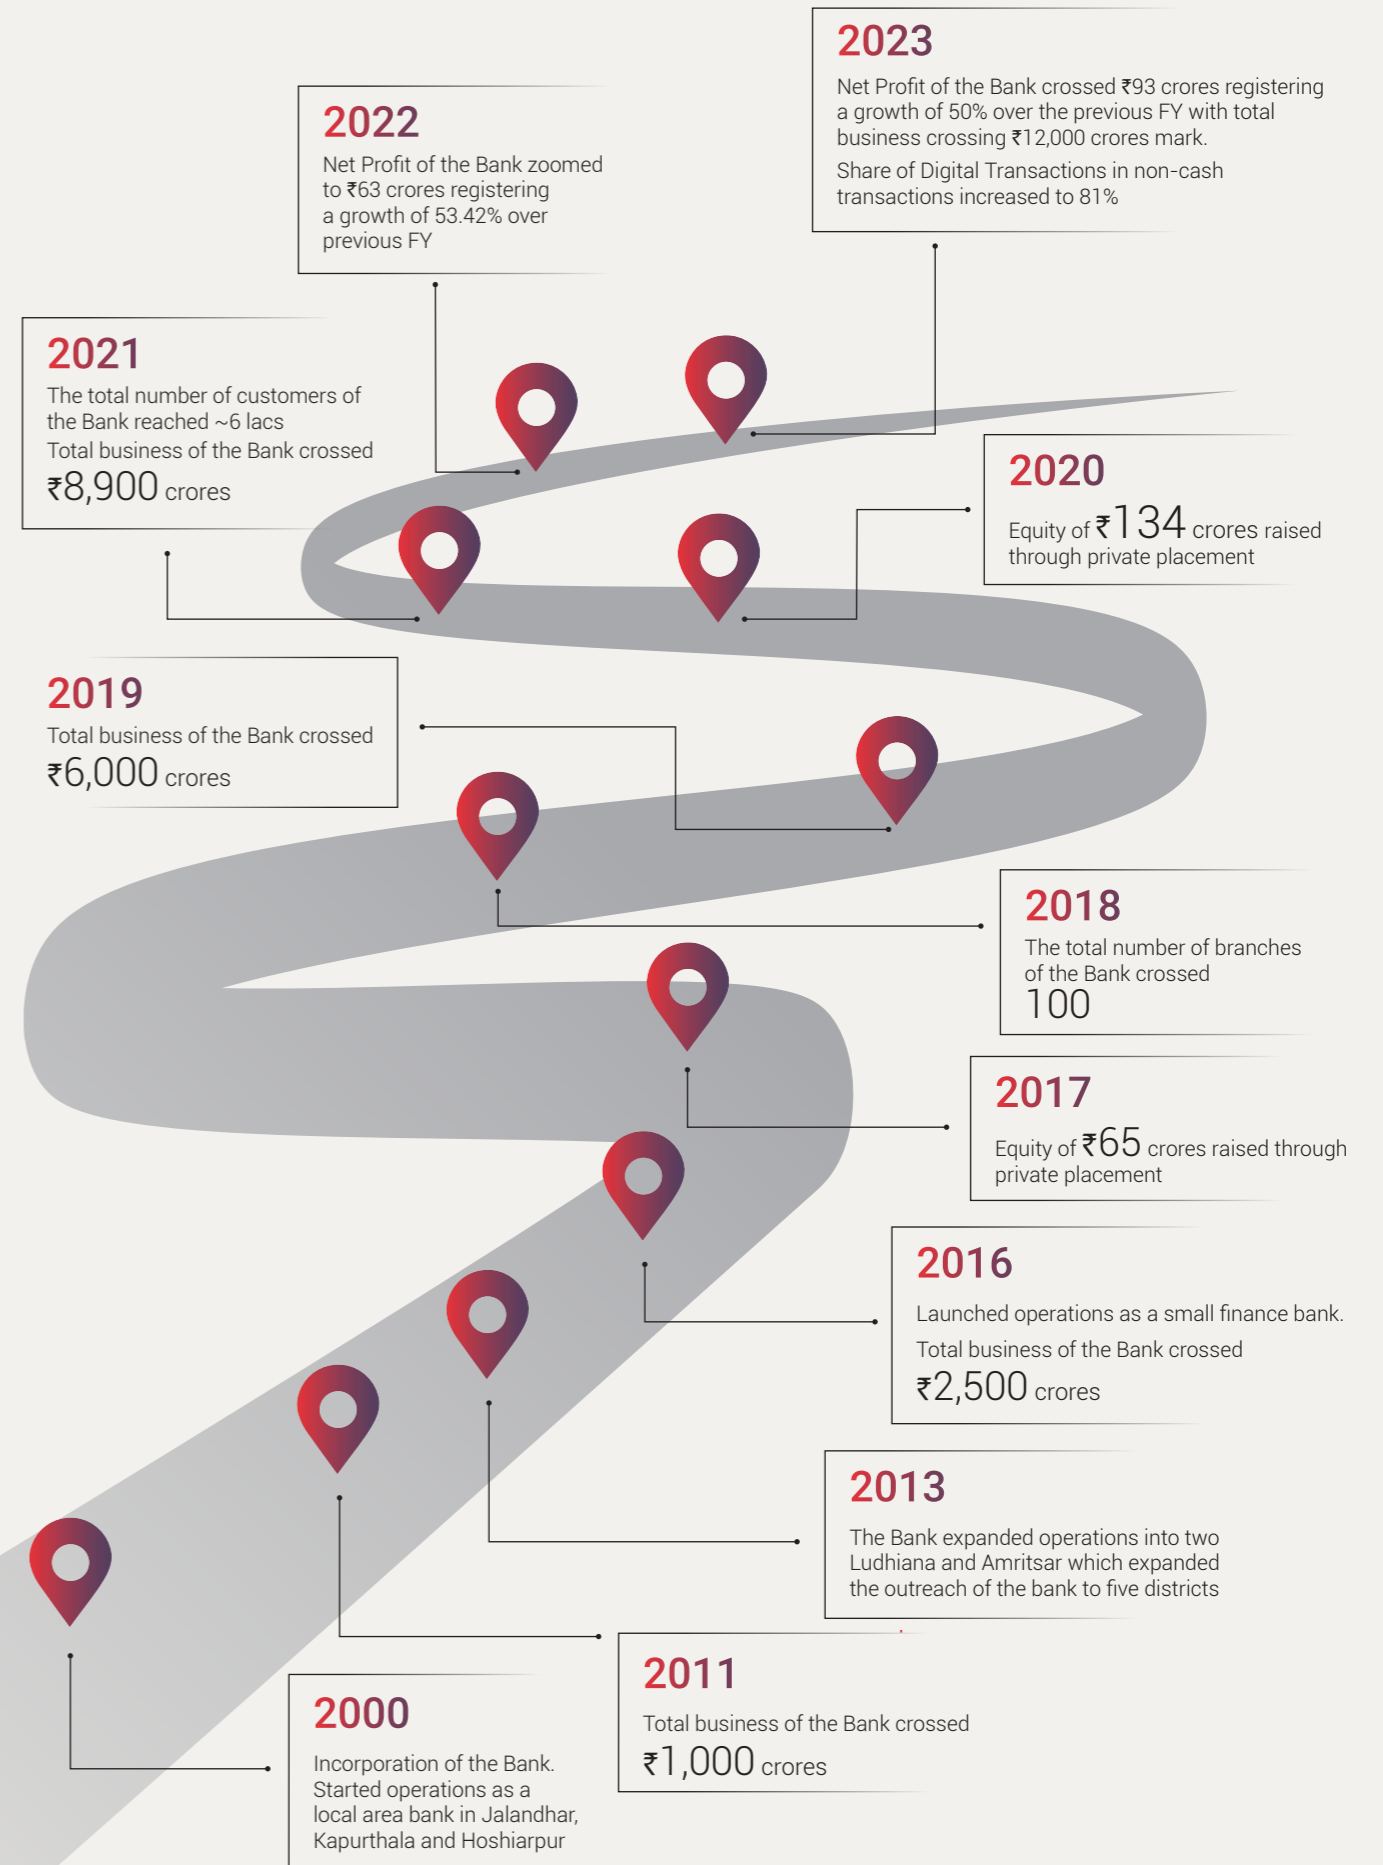 2023
Net Profit of the Bank crossed ₹93 crores registering
a growth of 50% over the previous FY with total
business crossing ₹12,000 crores mark.
Share of Digital Transactions in non-cash
transactions increased to 81%
2022
Net Profit of the Bank zoomed
to ₹63 crores registering
a growth of 53.42% over
previous FY
2021
The total number of customers of
the Bank reached ~6 lacs
Total business of the Bank crossed
₹8,900 crores
2020
Equity of ₹134 crores raised
through private placement
2019
Total business of the Bank crossed
₹6,000 crores
2018
The total number of branches
of the Bank crossed
100
2017
Equity of ₹65 crores raised through
private placement
2016
Launched operations as a small finance bank.
Total business of the Bank crossed
₹2,500 crores
2013
The Bank expanded operations into two
Ludhiana and Amritsar which expanded
the outreach of the bank to five districts
2011
Total business of the Bank crossed
₹1,000 crores
2000
Incorporation of the Bank.
Started operations as a
local area bank in Jalandhar,
Kapurthala and Hoshiarpur